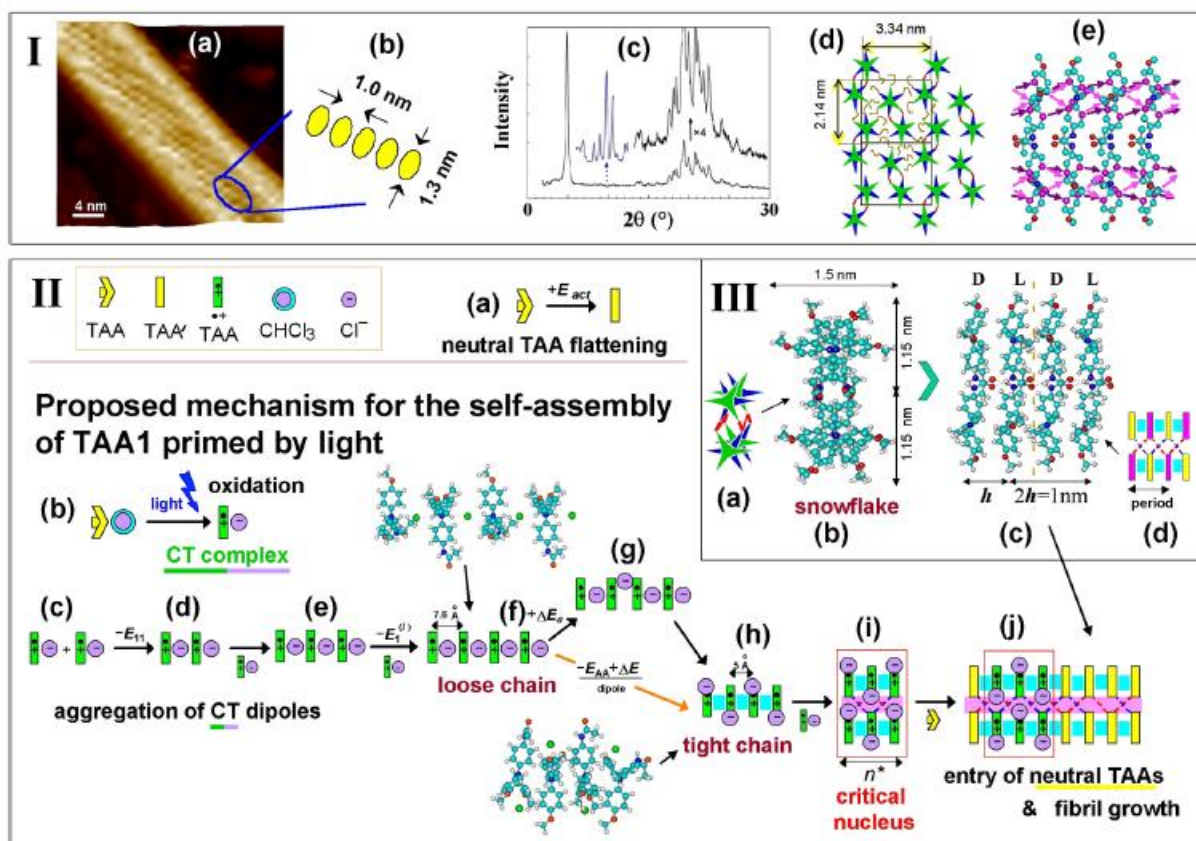 I
(a)
4 nm
(b)
1.0 nm
1.3 nm
(c)
Intensity
×4
0
30
2θ (°)
(d)
3.34 nm
2.14 nm
(e)
II
TAA
TAA′
TAA
•+
CHCl3
Cl−
(a)
+E act
neutral TAA flattening
Proposed mechanism for the self-assembly
of TAA1 primed by light
(b)
light
oxidation
CT complex
(c)
+
−E11
(d)
(e)
−E1(l)
7.6 Å
(f)
+ΔEa
(g)
loose chain
aggregation of CT dipoles
−EAA+ΔE
dipole
(h)
5 Å
tight chain
(i)
n*
critical
nucleus
(j)
entry of neutral TAAs
& fibril growth
III
(a)
1.5 nm
1.15 nm
1.15 nm
snowflake
(b)
D L D L
h
2h=1nm
(c)
period
(d)